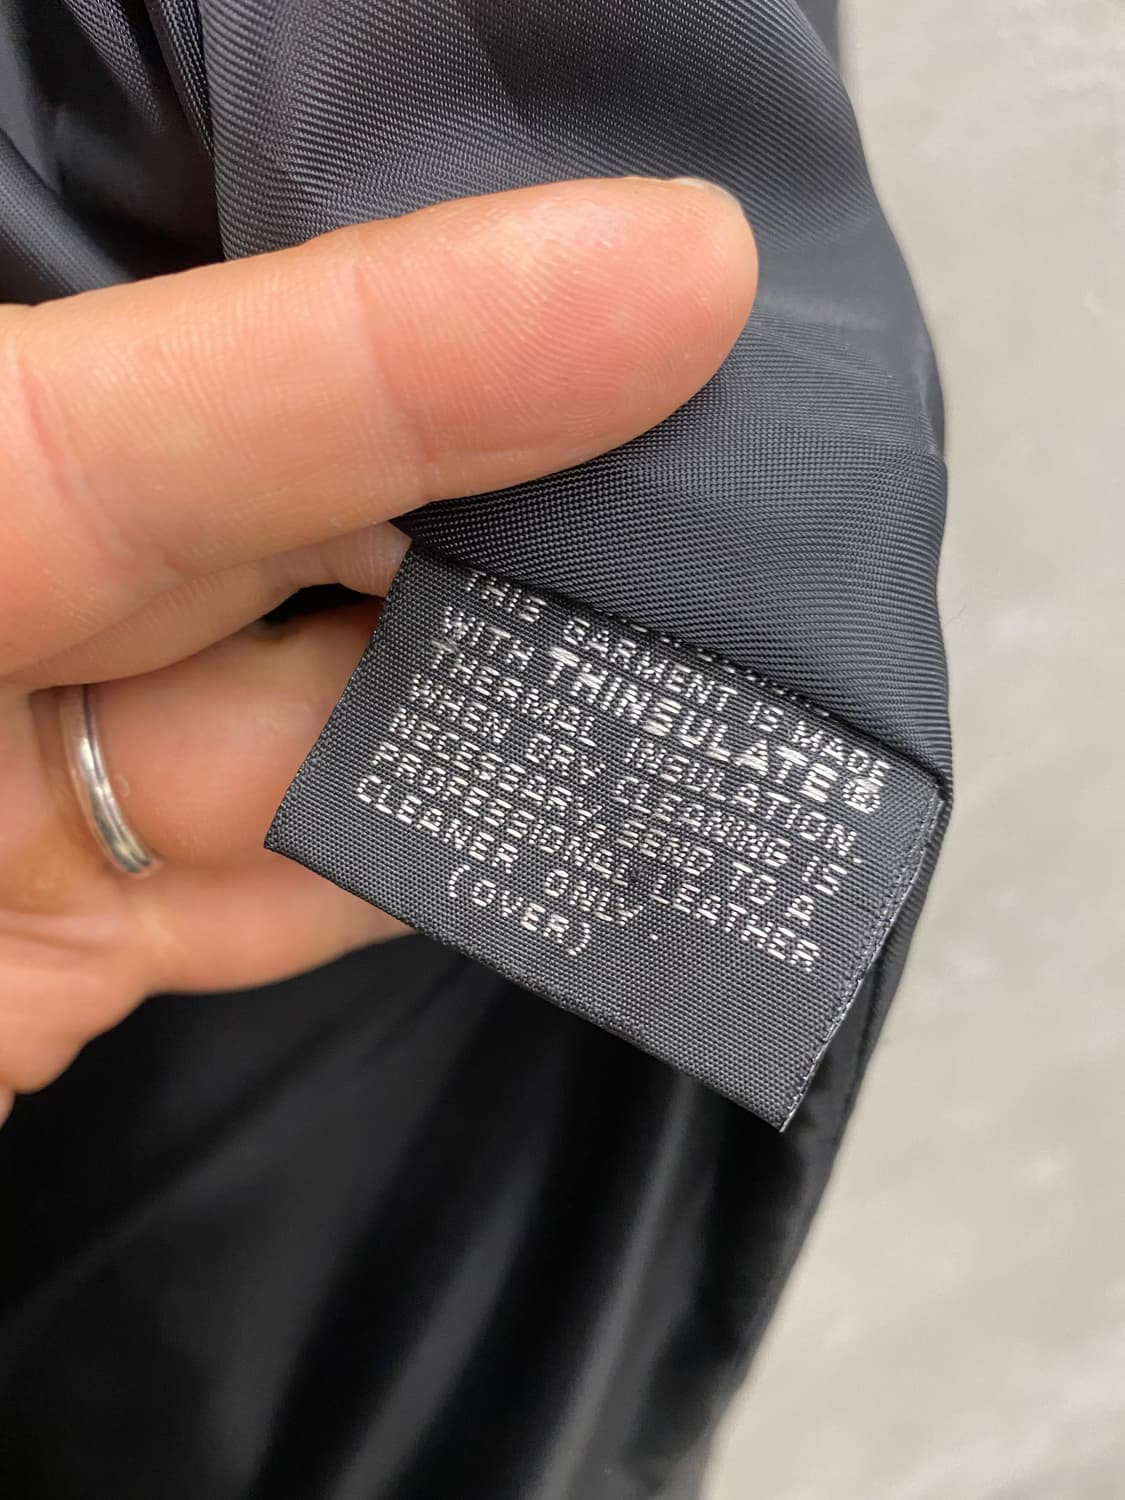 THIS GARMENT IS MADE
WITH THINSULATE®
THERMAL INSULATION.
WHEN DRY CLEANING IS
NECESSARY SEND TO A
PROFESSIONAL LEATHER
CLEANER ONLY.
(OVER)